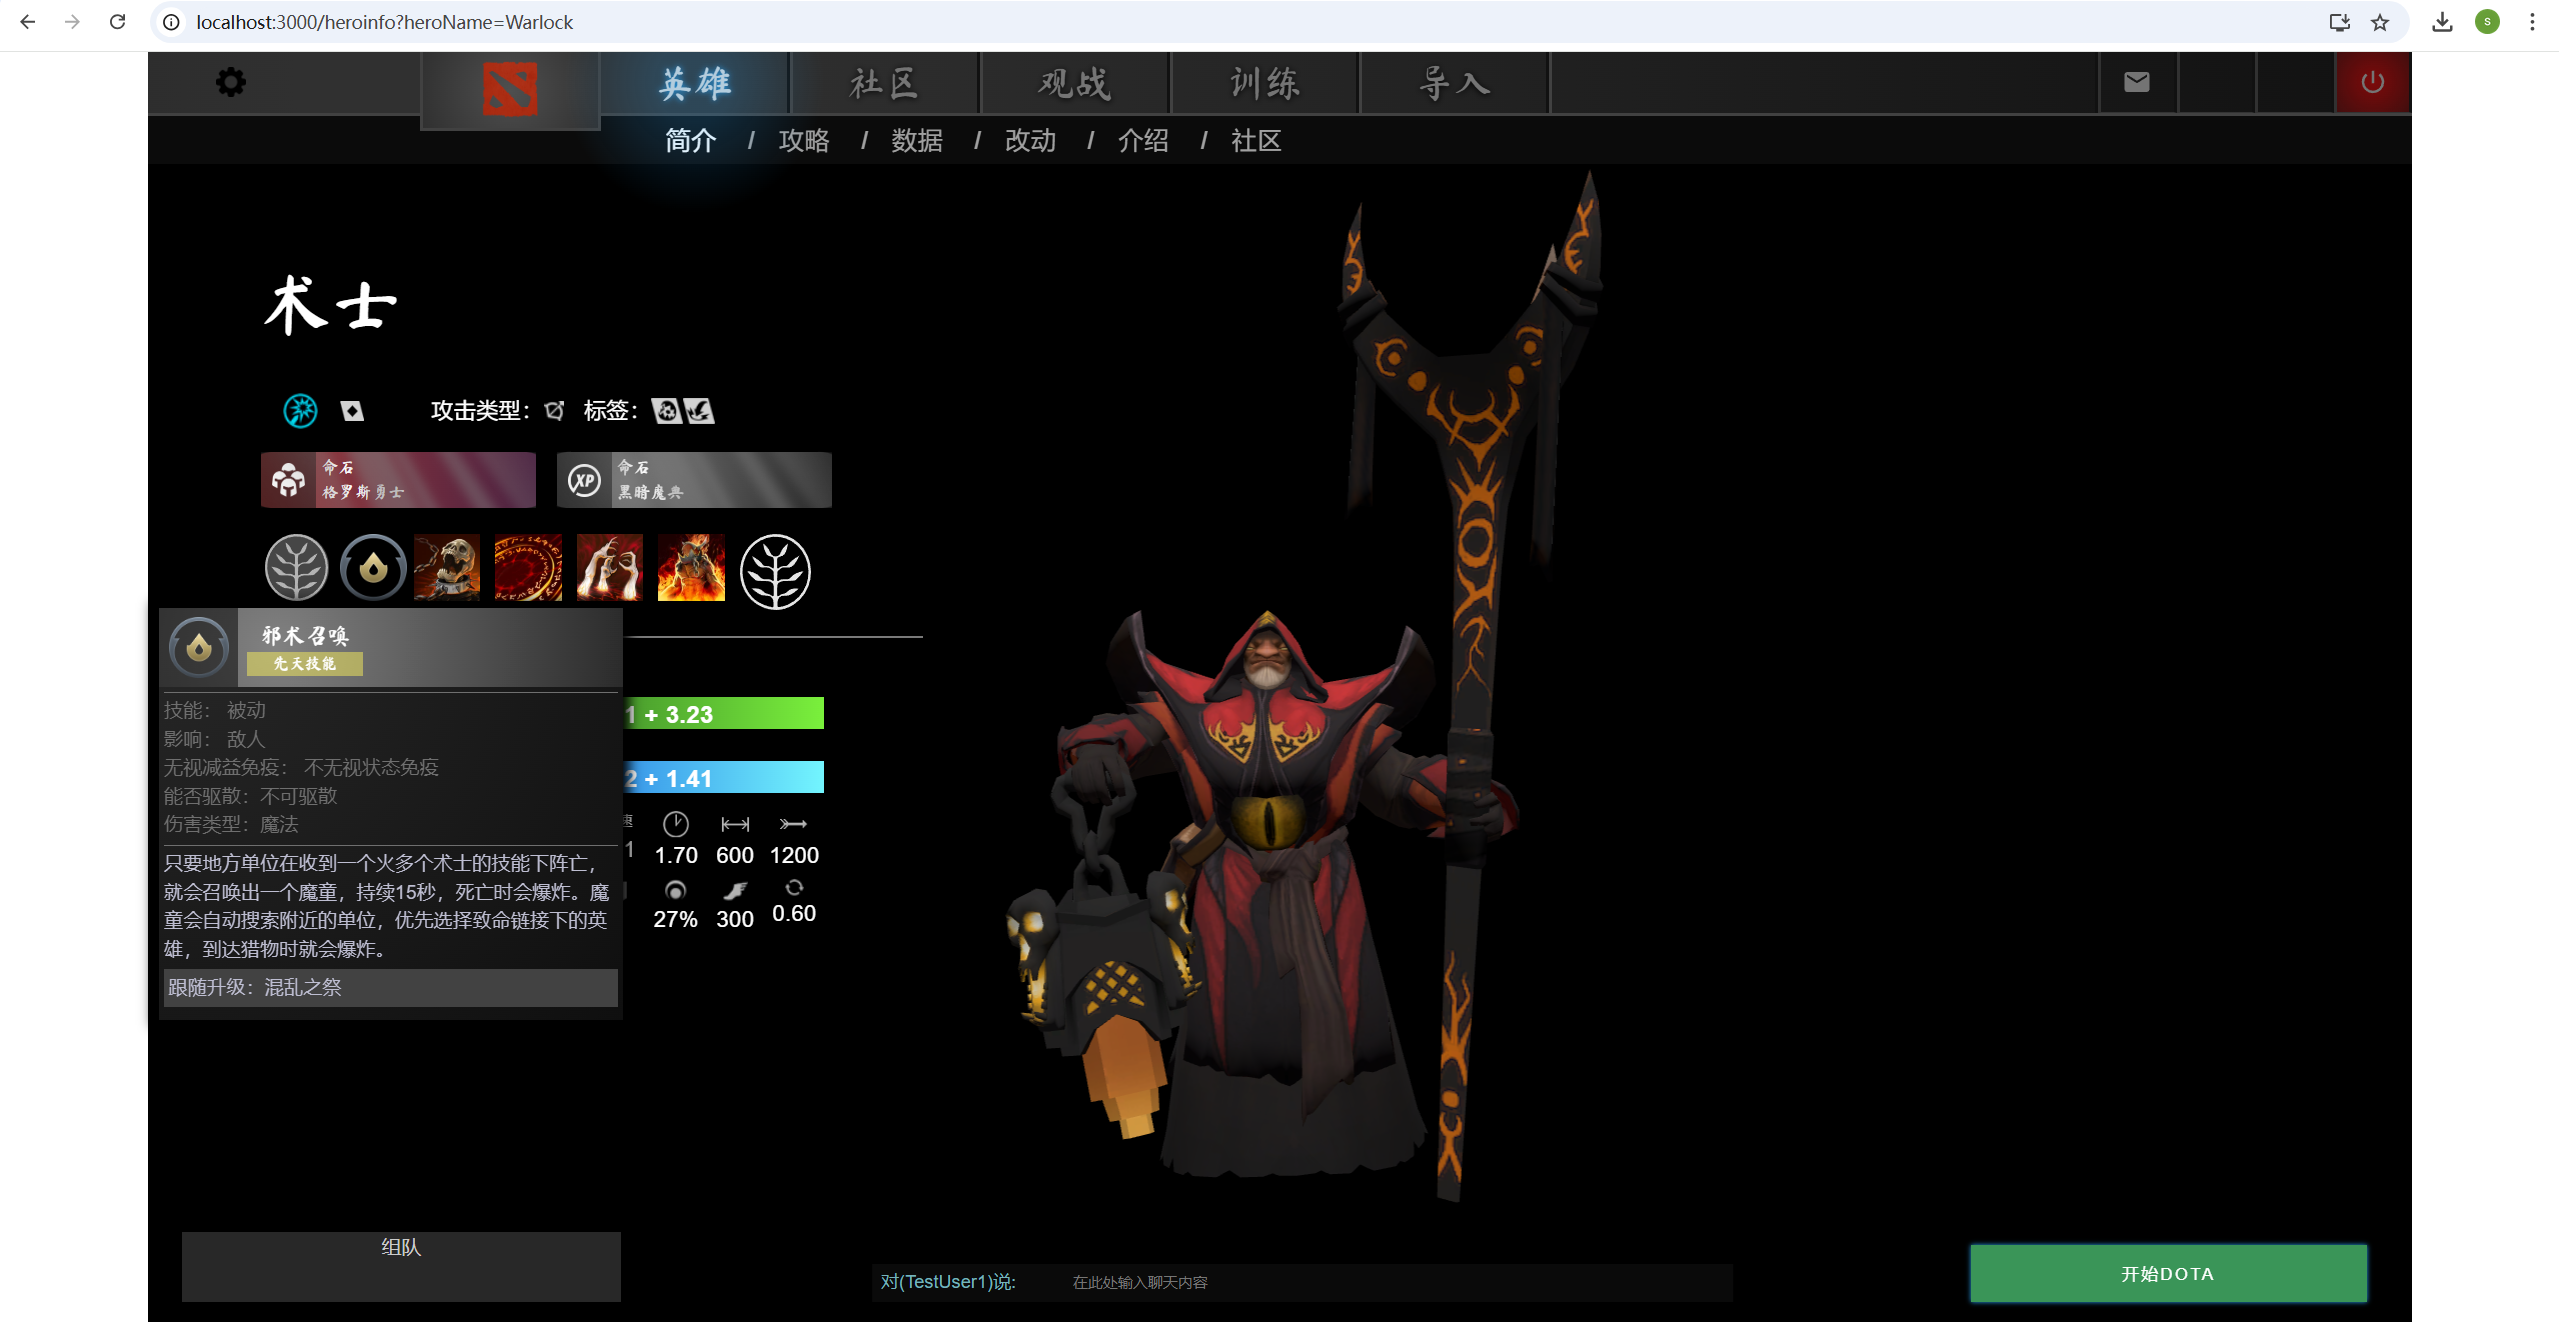 localhost:3000/heroinfo?heroName=Warlock
S
英雄
社区
观战
训练
导入
简介 / 攻略 / 数据 / 改动 / 介绍 / 社区
术士
攻击类型： 标签：
命石
格罗斯勇士
XP
命石
黑暗魔典
邪术召唤
先天技能
技能： 被动
影响： 敌人
无视减益免疫： 不无视状态免疫
能否驱散：不可驱散
伤害类型：魔法
只要地方单位在收到一个火多个术士的技能下阵亡，
就会召唤出一个魔童，持续15秒，死亡时会爆炸。魔
童会自动搜索附近的单位，优先选择致命链接下的英
雄，到达猎物时就会爆炸。
跟随升级：混乱之祭
1 + 3.23
2 + 1.41
1 1.70 600 1200
27% 300 0.60
组队
对(TestUser1)说: 在此处输入聊天内容
开始DOTA